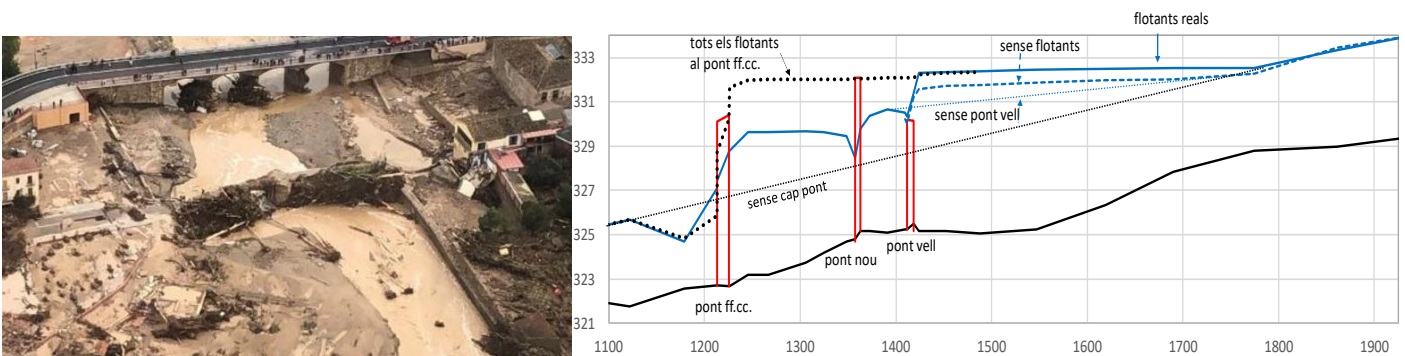 flotants reals
tots els flotants
al pont ff.cc.
sense flotants
sense pont vell
sense cap pont
pont vell
pont nou
pont ff.cc.
333
331
329
327
325
323
321
1100 1200 1300 1400 1500 1600 1700 1800 1900